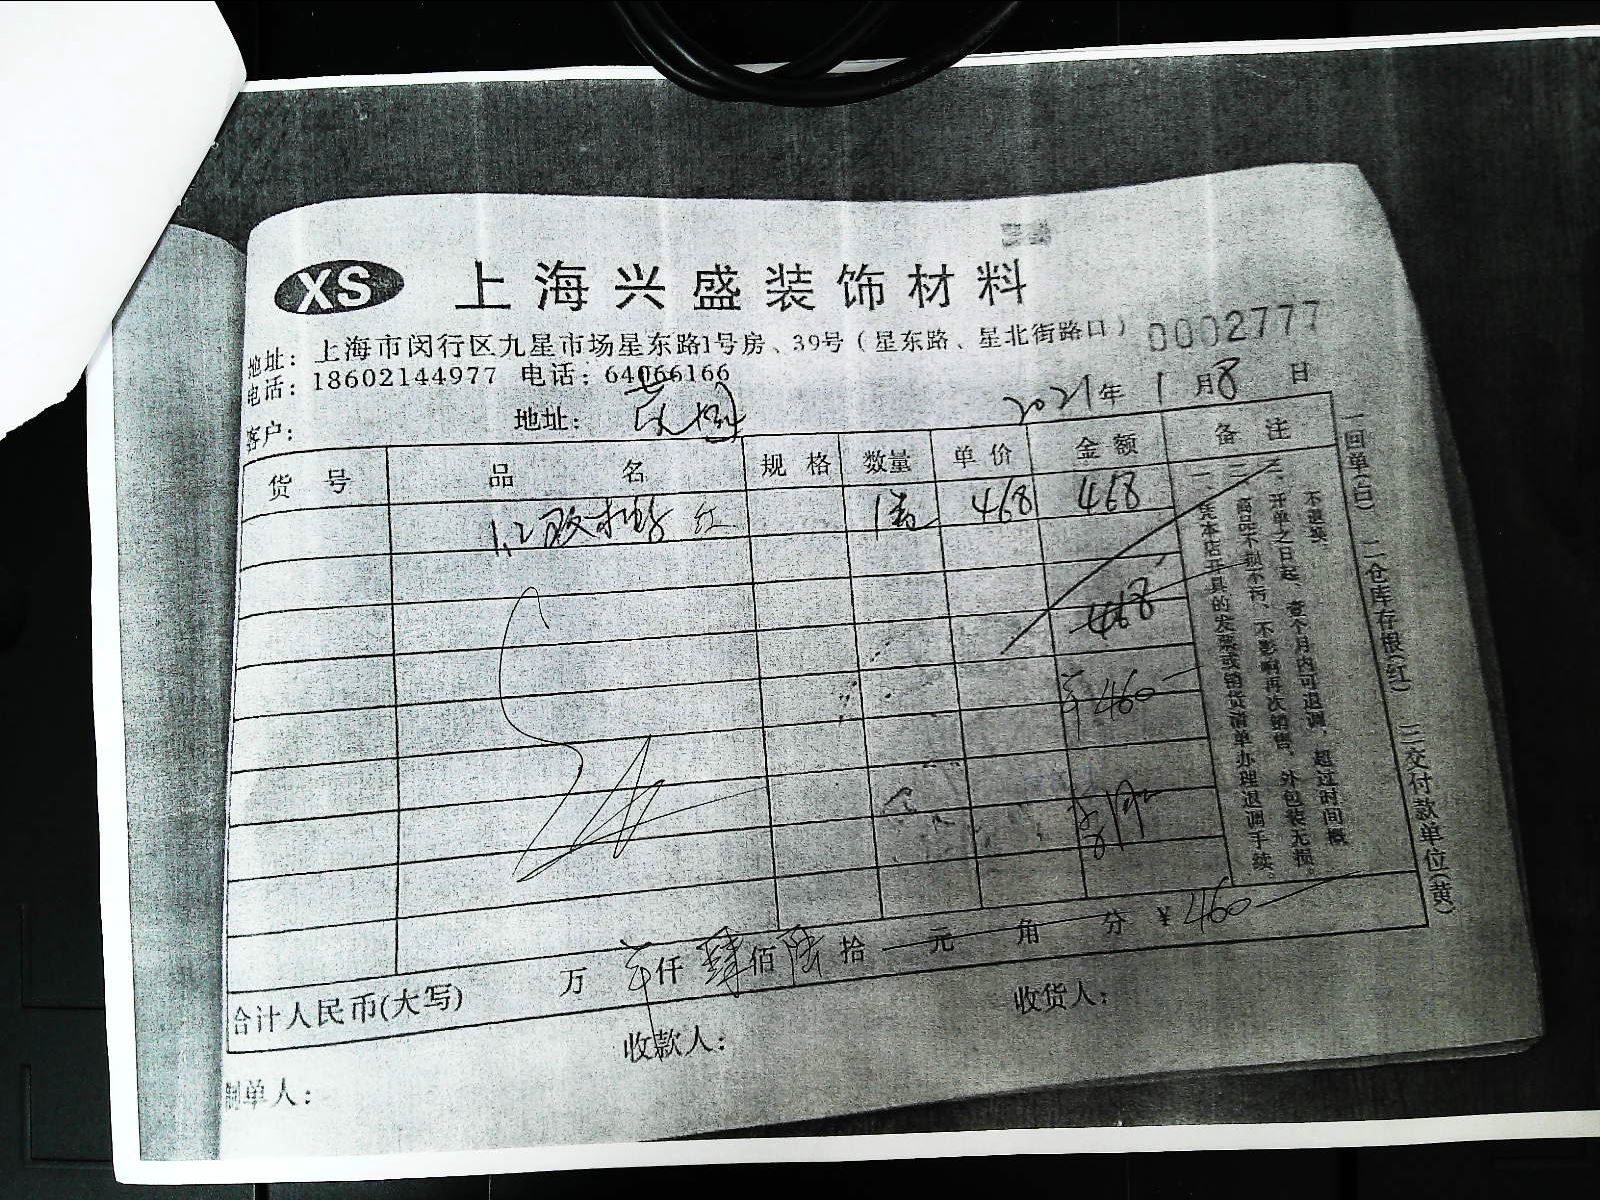 XS 上海兴盛装饰材料
地址：上海市闵行区九星市场星东路1号房、39号（星东路、星北街路口） 0002777
电话：18602144977 电话：64066166
客户： 地址： 2021年 1月8日
货号 品名 规格 数量 单价 金额 备注
1.2 红 1套 468 468
468
460
合计人民币(大写) 万 仟 肆佰 陆拾 元 角 分 ¥460
制单人： 收款人： 收货人：
一、凭本店开具的发票或销货清单办理退调手续。
二、商品不损不污、不影响再次销售，外包装无损。
三、开单之日起，壹个月内可退调，超过时间概
不退换。
一回单(白) 二仓库存根(红) 三交付款单位(黄)